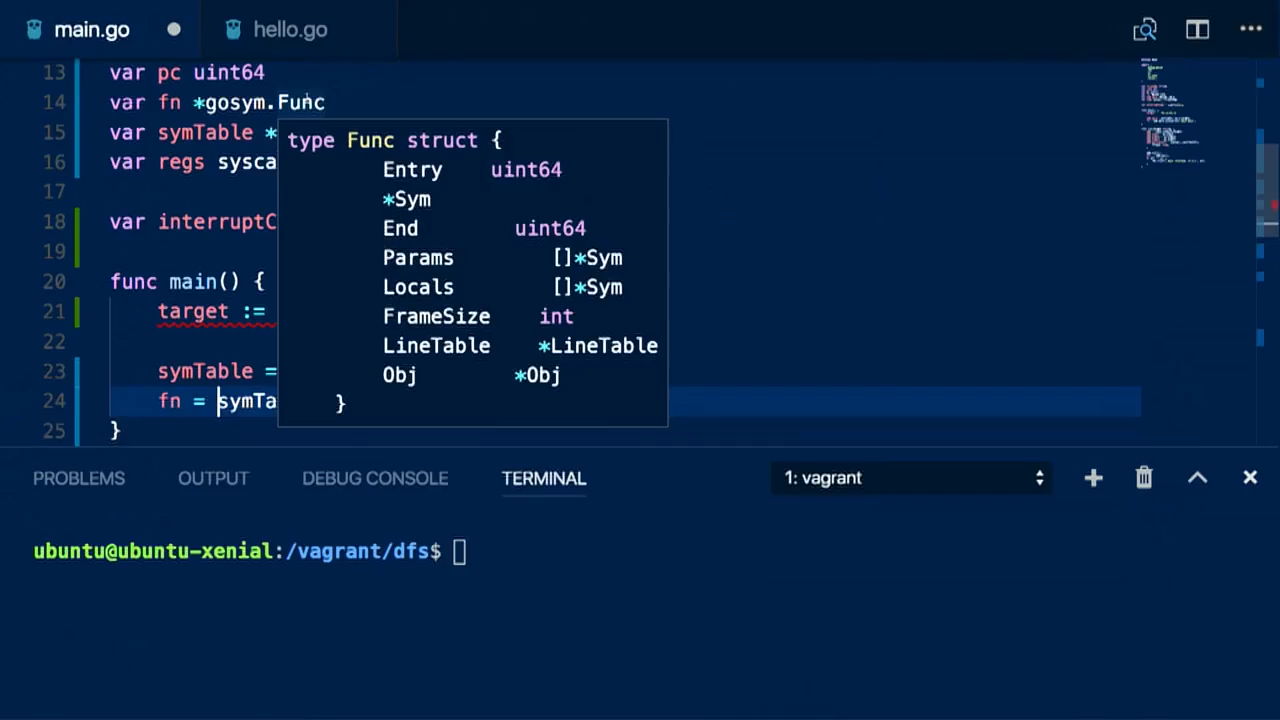 main.go
hello.go
13 var pc uint64
14 var fn *gosym.Func
15 var symTable *
16 var regs sysca
17
18 var interruptC
19
20 func main() {
21 target :=
22
23 symTable =
24 fn = symTa
25 }
type Func struct {
Entry uint64
*Sym
End uint64
Params []*Sym
Locals []*Sym
FrameSize int
LineTable *LineTable
Obj *Obj
}
PROBLEMS OUTPUT DEBUG CONSOLE TERMINAL 1: vagrant
ubuntu@ubuntu-xenial:/vagrant/dfs$